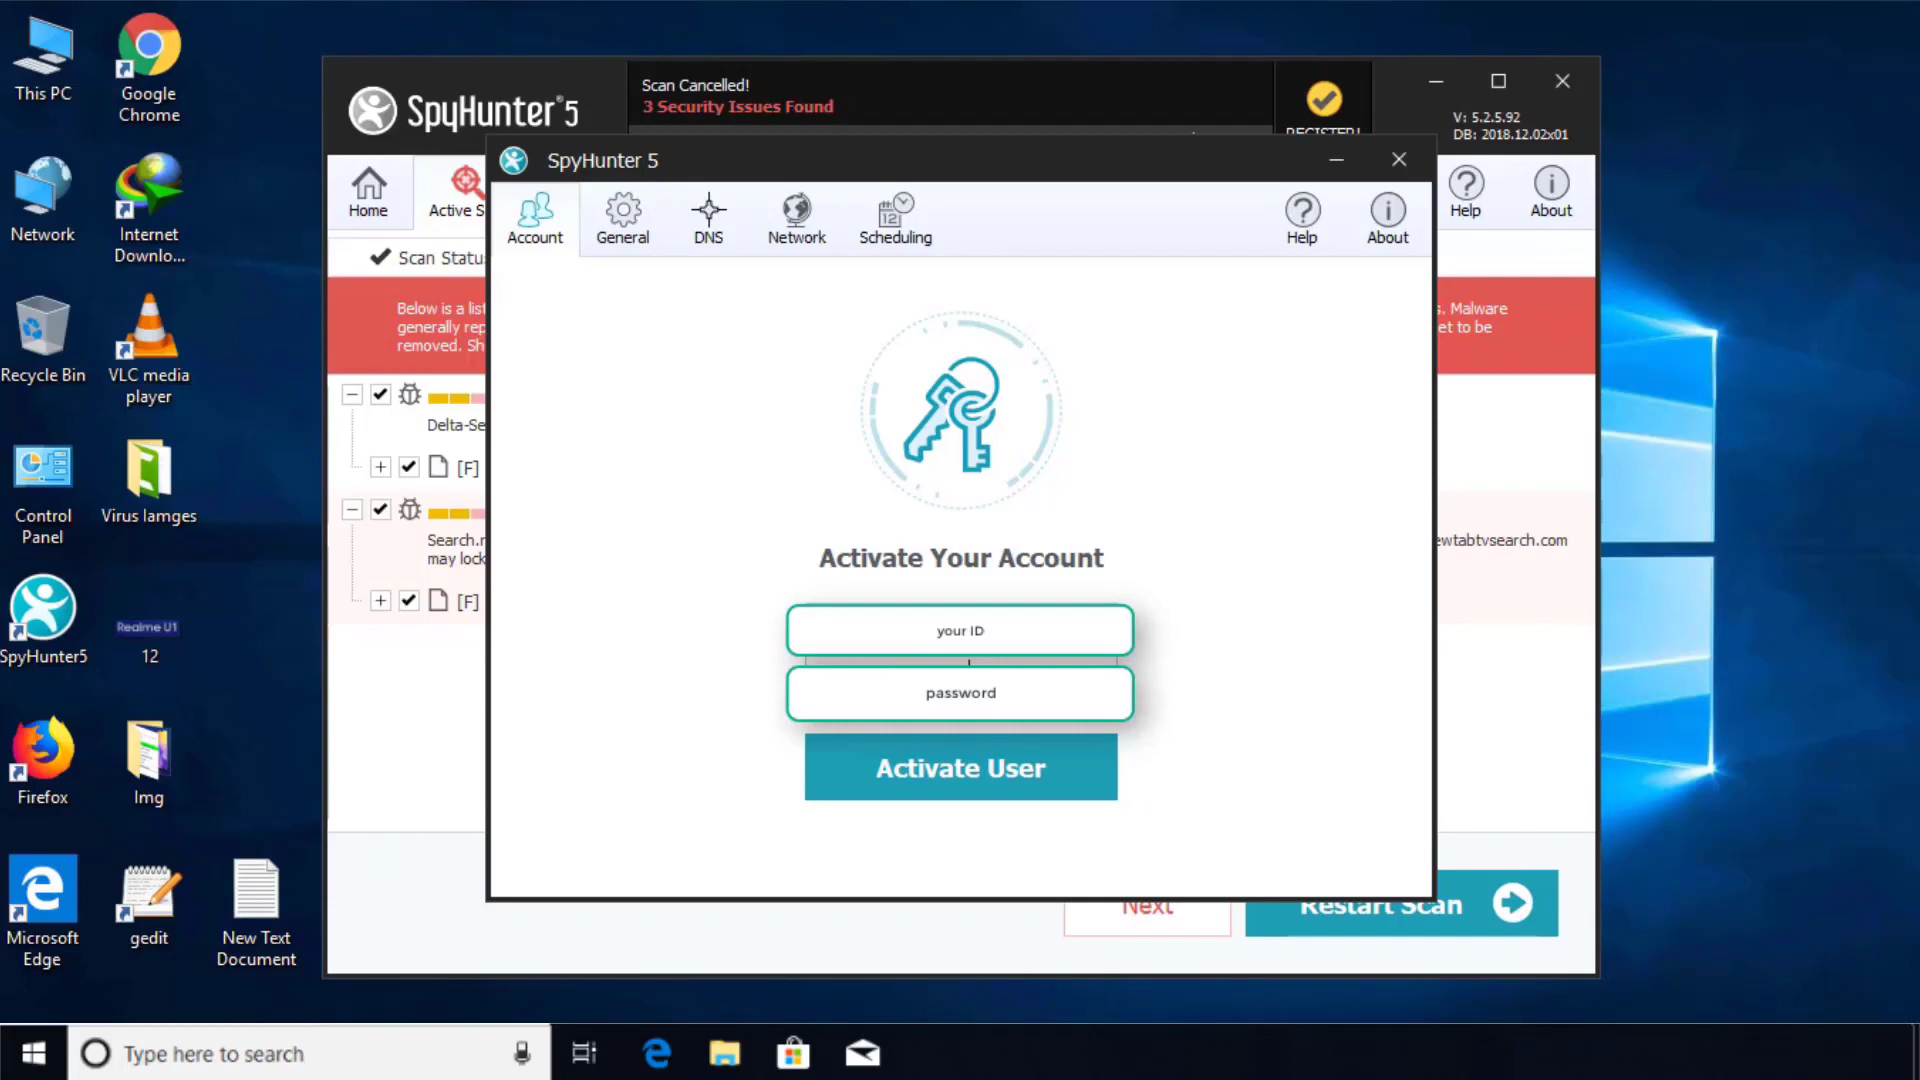 This PC
Google
Chrome
Network
Internet
Downlo...
Recycle Bin
VLC media
player
Control
Panel
Virus Iamges
SpyHunter5
Realme U1
12
Firefox
Img
Microsoft
Edge
gedit
New Text
Document
SpyHunter® 5
Scan Cancelled!
3 Security Issues Found
REGISTER!
V: 5.2.5.92
DB: 2018.12.02x01
Home
Active S
Help
About
Scan Statu
Below is a list
generally rep
removed. Sh
s. Malware
et to be
Delta-Se
[F]
Search.r
may lock
ewtabtvsearch.com
[F]
Next
Restart Scan
SpyHunter 5
Account
General
DNS
12
Network
Scheduling
Help
About
Activate Your Account
your ID
password
Activate User
Type here to search